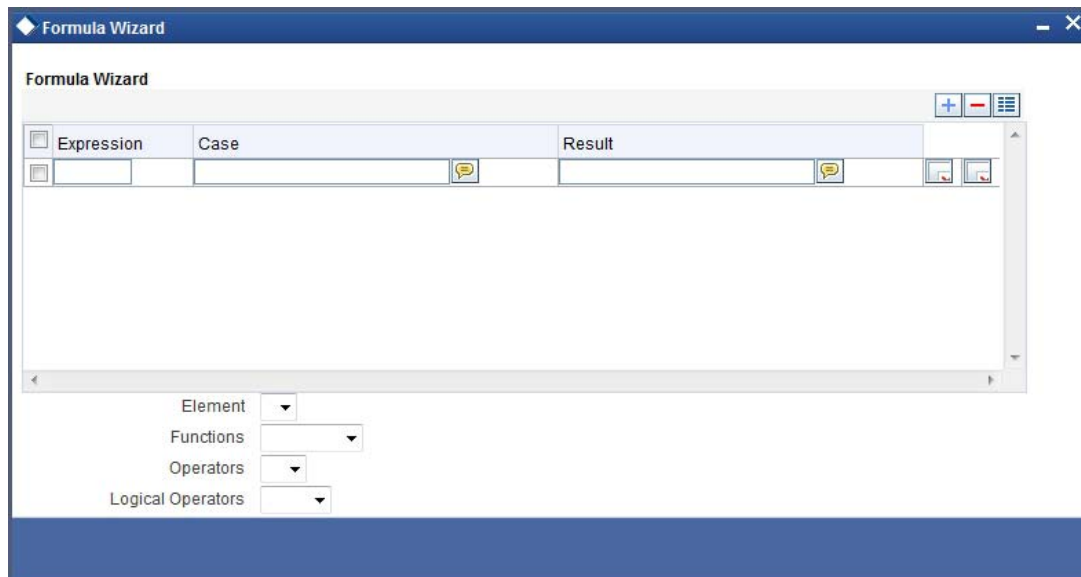 Formula Wizard
Formula Wizard
Expression Case Result
Element
Functions
Operators
Logical Operators